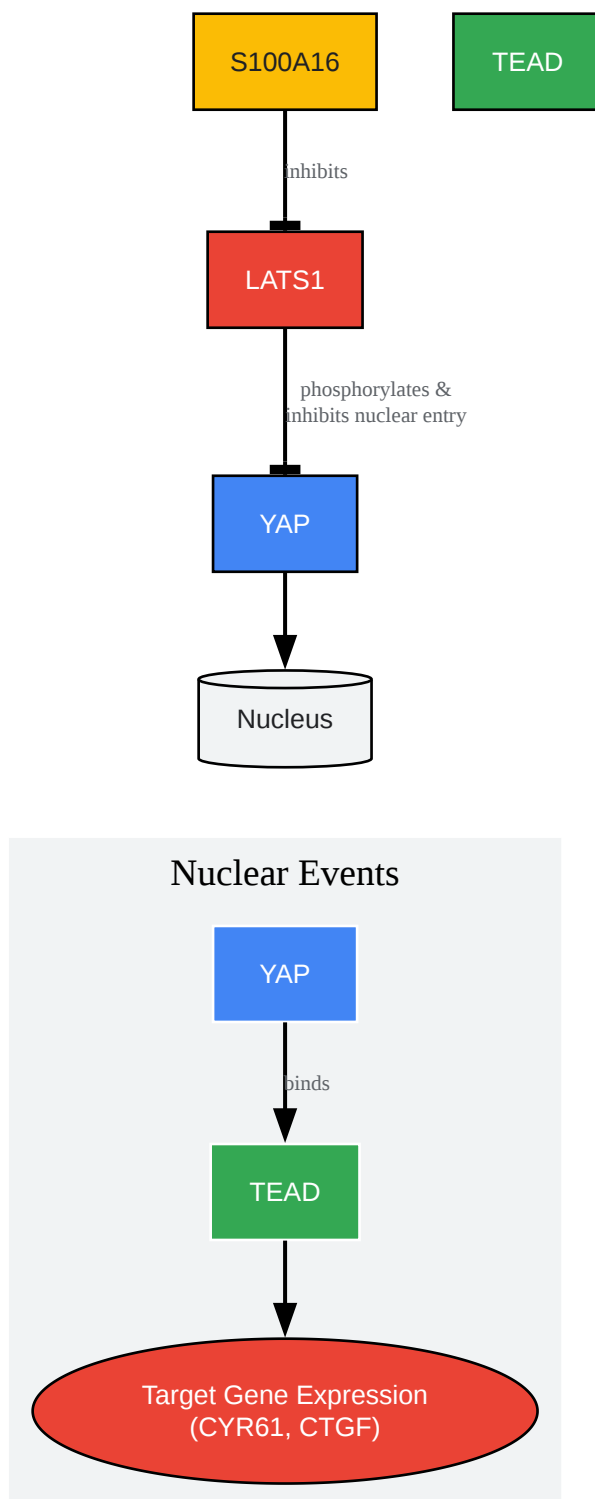 S100A16
TEAD
inhibits
LATS1
phosphorylates &
inhibits nuclear entry
YAP
Nucleus
Nuclear Events
YAP
binds
TEAD
Target Gene Expression
(CYR61, CTGF)